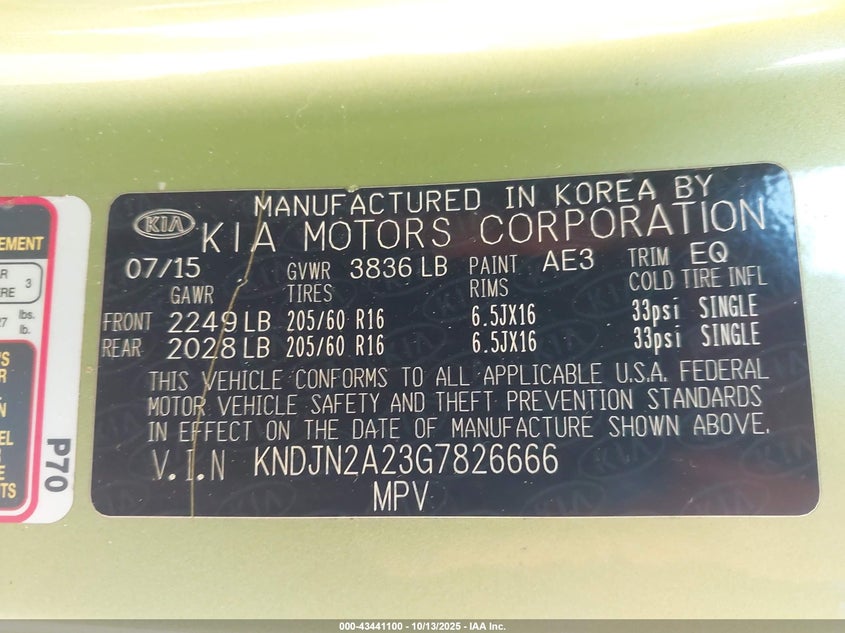 MANUFACTURED IN KOREA BY
KIA KIA MOTORS CORPORATION
07/15 GVWR 3836 LB PAINT AE3 TRIM EQ
GAWR TIRES RIMS COLD TIRE INFL
FRONT 2249 LB 205/60 R16 6.5JX16 33psi SINGLE
REAR 2028 LB 205/60 R16 6.5JX16 33psi SINGLE
THIS VEHICLE CONFORMS TO ALL APPLICABLE U.S.A. FEDERAL
MOTOR VEHICLE SAFETY AND THEFT PREVENTION STANDARDS
IN EFFECT ON THE DATE OF MANUFACTURE SHOWN ABOVE.
V.I.N KNDJN2A23G7826666
MPV
EMENT
3
lbs.
lb.
P70
000-43441100 - 10/13/2025 - IAA Inc.